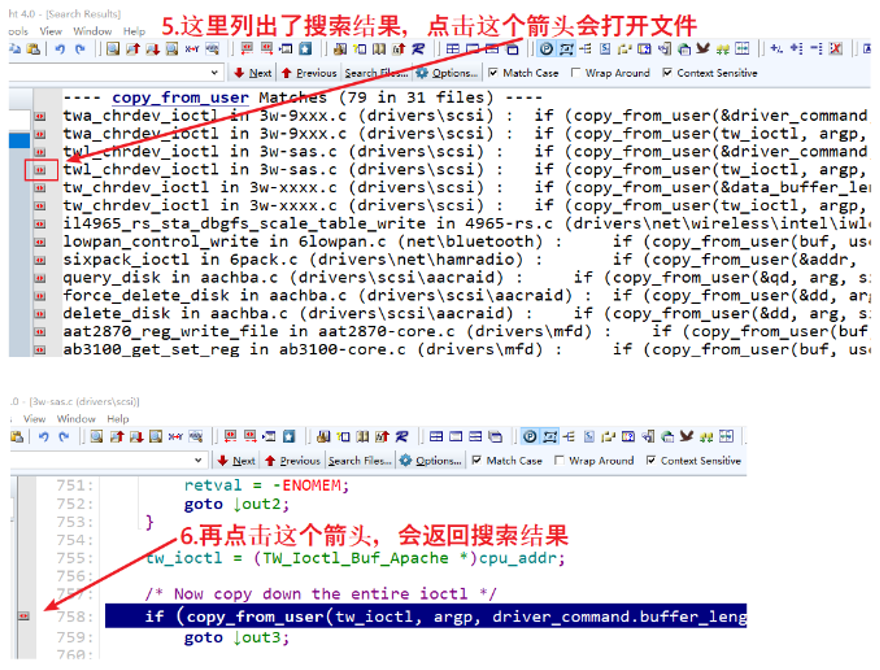 ht 4.0 - [Search Results]
ools View Window Help
5.这里列出了搜索结果，点击这个箭头会打开文件
Next Previous Search Files... Options... Match Case Wrap Around Context Sensitive
---- copy_from_user Matches (79 in 31 files) ----
twa_chrdev_ioctl in 3w-9xxx.c (drivers\scsi) : if (copy_from_user(&driver_command,
twa_chrdev_ioctl in 3w-9xxx.c (drivers\scsi) : if (copy_from_user(tw_ioctl, argp,
twl_chrdev_ioctl in 3w-sas.c (drivers\scsi) : if (copy_from_user(&driver_command
twl_chrdev_ioctl in 3w-sas.c (drivers\scsi) : if (copy_from_user(tw_ioctl, argp,
tw_chrdev_ioctl in 3w-xxxx.c (drivers\scsi) : if (copy_from_user(&data_buffer_len
tw_chrdev_ioctl in 3w-xxxx.c (drivers\scsi) : if (copy_from_user(tw_ioctl, argp,
il4965_rs_sta_dbgfs_scale_table_write in 4965-rs.c (drivers\net\wireless\intel\iwle
lowpan_control_write in 6lowpan.c (net\bluetooth) : if (copy_from_user(buf, use
sixpack_ioctl in 6pack.c (drivers\net\hamradio) : if (copy_from_user(&addr,
query_disk in aachba.c (drivers\scsi\aacraid) : if (copy_from_user(&qd, arg, si
force_delete_disk in aachba.c (drivers\scsi\aacraid) : if (copy_from_user(&dd, arg
delete_disk in aachba.c (drivers\scsi\aacraid) : if (copy_from_user(&dd, arg, si
aat2870_reg_write_file in aat2870-core.c (drivers\mfd) : if (copy_from_user(buf,
ab3100_get_set_reg in ab3100-core.c (drivers\mfd) : if (copy_from_user(buf, use
.0 - [3w-sas.c (drivers\scsi)]
View Window Help
Next Previous Search Files... Options... Match Case Wrap Around Context Sensitive
751: retval = -ENOMEM;
752: goto ↓out2;
753: }
754:
6.再点击这个箭头，会返回搜索结果
755: tw_ioctl = (TW_Ioctl_Buf_Apache *)cpu_addr;
756:
757: /* Now copy down the entire ioctl */
758: if (copy_from_user(tw_ioctl, argp, driver_command.buffer_leng
759: goto ↓out3;
760: